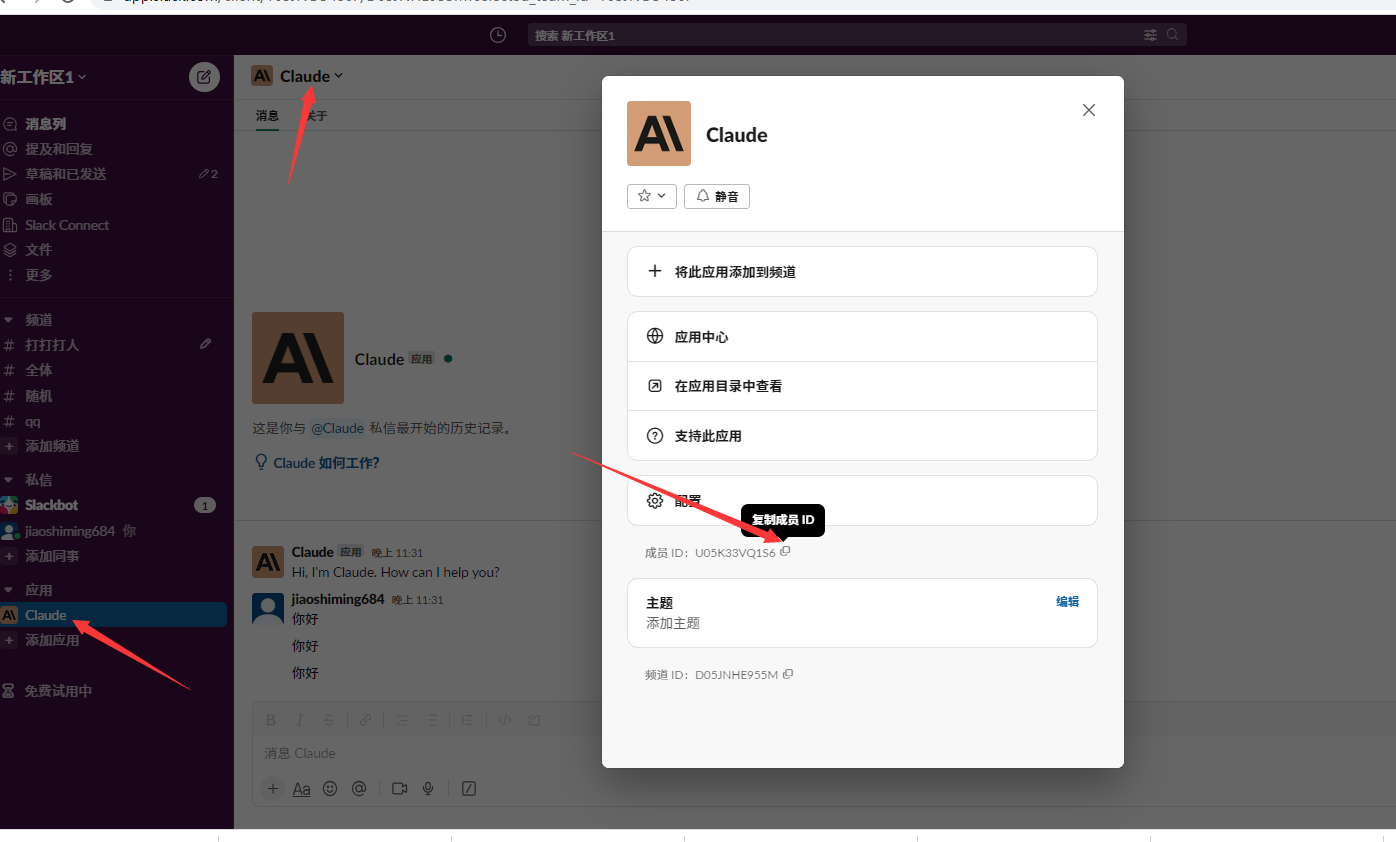 搜索 新工作区1
新工作区1
消息列
提及和回复
草稿和已发送
2
画板
Slack Connect
文件
更多
频道
# 打打打人
# 全体
# 随机
# qq
+ 添加频道
私信
Slackbot
1
jiaoshiming684 你
+ 添加同事
应用
Claude
+ 添加应用
免费试用中
Claude
消息
关于
Claude 应用
这是你与 @Claude 私信最开始的历史记录。
Claude 如何工作?
Claude 应用 晚上 11:31
Hi, I'm Claude. How can I help you?
jiaoshiming684 晚上 11:31
你好
你好
你好
消息 Claude
Aa
Claude
静音
将此应用添加到频道
应用中心
在应用目录中查看
支持此应用
配置
复制成员 ID
成员 ID：U05K33VQ1S6
主题
编辑
添加主题
频道 ID：D05JNHE955M